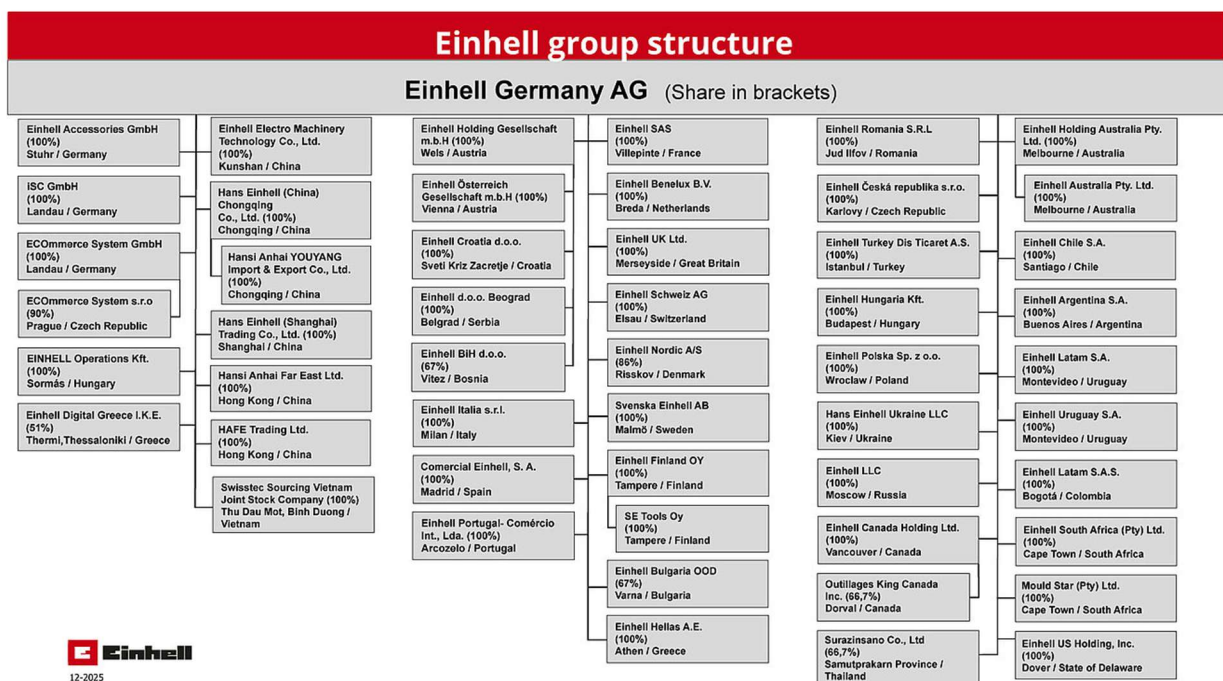 Einhell group structure
Einhell Germany AG (Share in brackets)
Einhell Accessories GmbH
(100%)
Stuhr / Germany
iSC GmbH
(100%)
Landau / Germany
ECOmmerce System GmbH
(100%)
Landau / Germany
ECOmmerce System s.r.o
(90%)
Prague / Czech Republic
EINHELL Operations Kft.
(100%)
Sormás / Hungary
Einhell Digital Greece I.K.E.
(51%)
Thermi,Thessaloniki / Greece
Einhell Electro Machinery
Technology Co., Ltd.
(100%)
Kunshan / China
Hans Einhell (China)
Chongqing
Co., Ltd. (100%)
Chongqing / China
Hansi Anhai YOUYANG
Import & Export Co., Ltd.
(100%)
Chongqing / China
Hans Einhell (Shanghai)
Trading Co., Ltd. (100%)
Shanghai / China
Hansi Anhai Far East Ltd.
(100%)
Hong Kong / China
HAFE Trading Ltd.
(100%)
Hong Kong / China
Swisstec Sourcing Vietnam
Joint Stock Company (100%)
Thu Dau Mot, Binh Duong /
Vietnam
Einhell Holding Gesellschaft
m.b.H (100%)
Wels / Austria
Einhell Österreich
Gesellschaft m.b.H (100%)
Vienna / Austria
Einhell Croatia d.o.o.
(100%)
Sveti Kriz Zacretje / Croatia
Einhell d.o.o. Beograd
(100%)
Belgrad / Serbia
Einhell BiH d.o.o.
(67%)
Vitez / Bosnia
Einhell Italia s.r.l.
(100%)
Milan / Italy
Comercial Einhell, S. A.
(100%)
Madrid / Spain
Einhell Portugal- Comércio
Int., Lda. (100%)
Arcozelo / Portugal
Einhell SAS
(100%)
Villepinte / France
Einhell Benelux B.V.
(100%)
Breda / Netherlands
Einhell UK Ltd.
(100%)
Merseyside / Great Britain
Einhell Schweiz AG
(100%)
Elsau / Switzerland
Einhell Nordic A/S
(86%)
Risskov / Denmark
Svenska Einhell AB
(100%)
Malmö / Sweden
Einhell Finland OY
(100%)
Tampere / Finland
SE Tools Oy
(100%)
Tampere / Finland
Einhell Bulgaria OOD
(67%)
Varna / Bulgaria
Einhell Hellas A.E.
(100%)
Athen / Greece
Einhell Romania S.R.L
(100%)
Jud Ilfov / Romania
Einhell Česká republika s.r.o.
(100%)
Karlovy / Czech Republic
Einhell Turkey Dis Ticaret A.S.
(100%)
Istanbul / Turkey
Einhell Hungaria Kft.
(100%)
Budapest / Hungary
Einhell Polska Sp. z o.o.
(100%)
Wroclaw / Poland
Hans Einhell Ukraine LLC
(100%)
Kiev / Ukraine
Einhell LLC
(100%)
Moscow / Russia
Einhell Canada Holding Ltd.
(100%)
Vancouver / Canada
Outillages King Canada
Inc. (66,7%)
Dorval / Canada
Surazinsano Co., Ltd
(66,7%)
Samutprakarn Province /
Thailand
Einhell Holding Australia Pty.
Ltd. (100%)
Melbourne / Australia
Einhell Australia Pty. Ltd.
(100%)
Melbourne / Australia
Einhell Chile S.A.
(100%)
Santiago / Chile
Einhell Argentina S.A.
(100%)
Buenos Aires / Argentina
Einhell Latam S.A.
(100%)
Montevideo / Uruguay
Einhell Uruguay S.A.
(100%)
Montevideo / Uruguay
Einhell Latam S.A.S.
(100%)
Bogotá / Colombia
Einhell South Africa (Pty) Ltd.
(100%)
Cape Town / South Africa
Mould Star (Pty) Ltd.
(100%)
Cape Town / South Africa
Einhell US Holding, Inc.
(100%)
Dover / State of Delaware
Einhell
12-2025